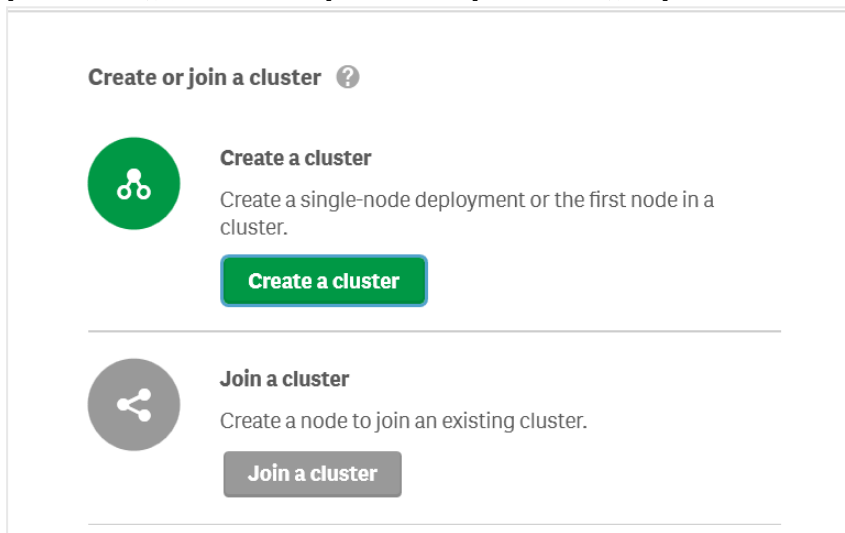 Create or join a cluster ?
Create a cluster
Create a single-node deployment or the first node in a
cluster.
Create a cluster
Join a cluster
Create a node to join an existing cluster.
Join a cluster